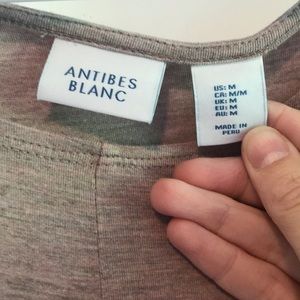 ANTIBES
BLANC
US: M
CA: M/M
UK: M
EU: M
AU: M
MADE IN
PERU